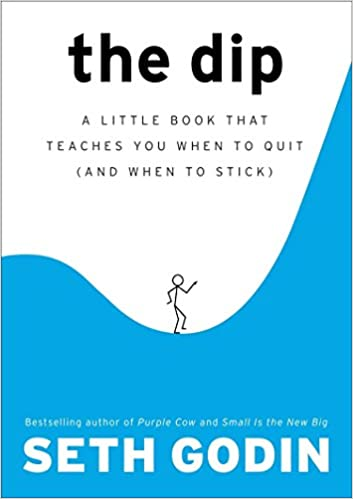 the dip
A LITTLE BOOK THAT
TEACHES YOU WHEN TO QUIT
(AND WHEN TO STICK)
Bestselling author of Purple Cow and Small Is the New Big
SETH GODIN